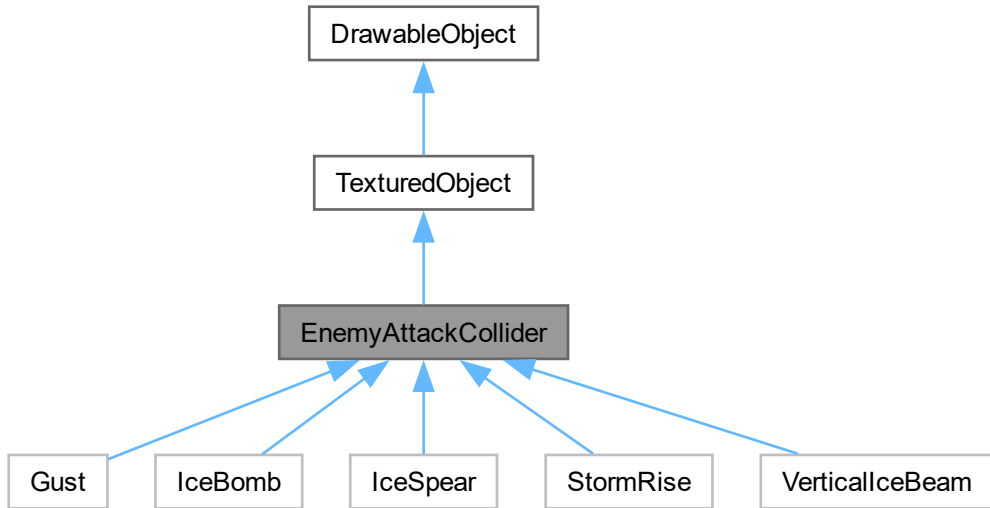 DrawableObject
TexturedObject
EnemyAttackCollider
Gust
IceBomb
IceSpear
StormRise
VerticalIceBeam